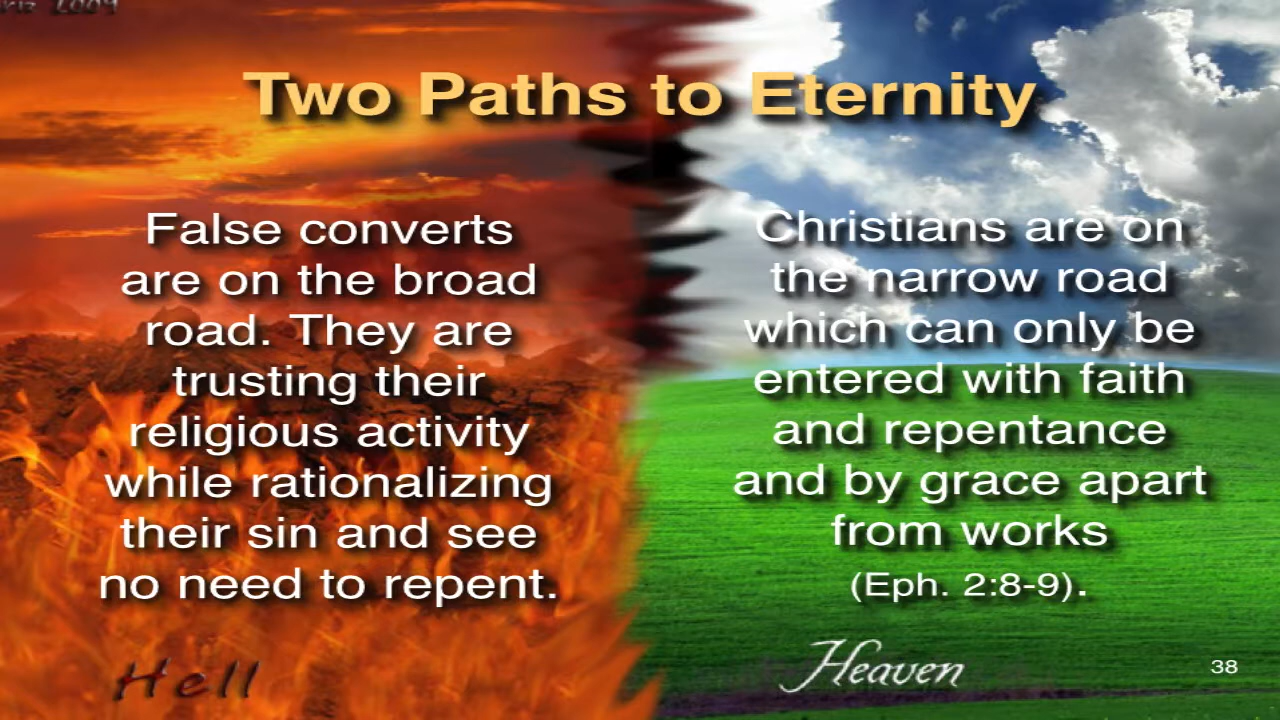 2009
Two Paths to Eternity
False converts
are on the broad
road. They are
trusting their
religious activity
while rationalizing
their sin and see
no need to repent.
Christians are on
the narrow road
which can only be
entered with faith
and repentance
and by grace apart
from works
(Eph. 2:8-9).
Hell
Heaven
38